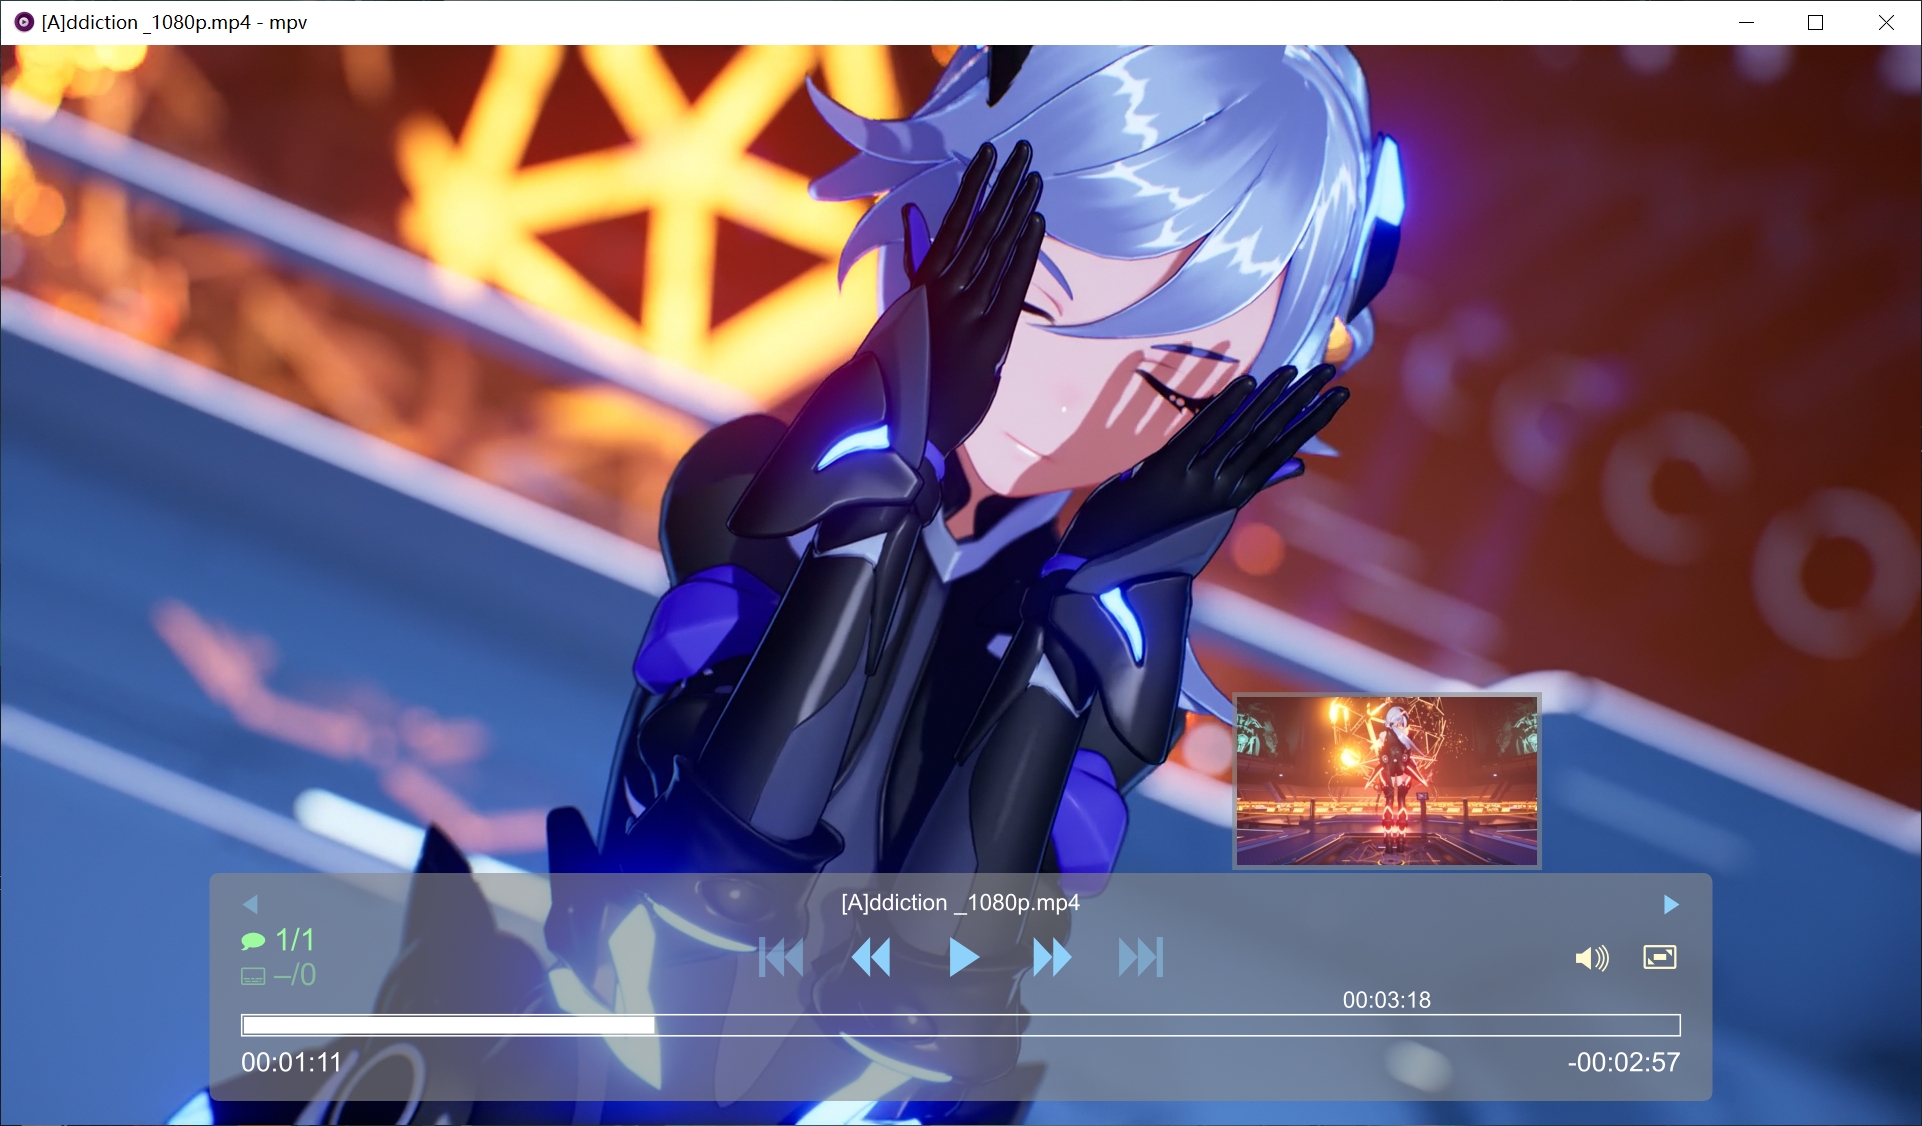 [A]ddiction _1080p.mp4 - mpv
[A]ddiction _1080p.mp4
1/1
–/0
00:03:18
00:01:11
-00:02:57